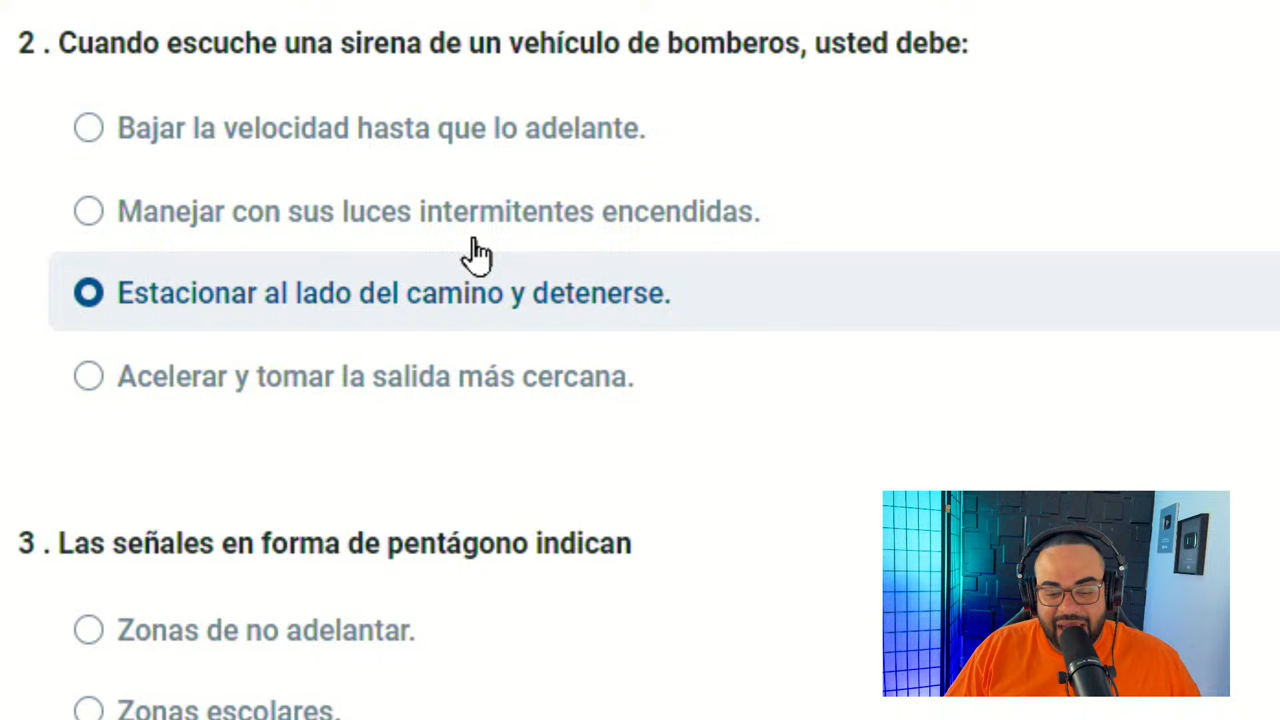 2 . Cuando escuche una sirena de un vehículo de bomberos, usted debe:
Bajar la velocidad hasta que lo adelante.
Manejar con sus luces intermitentes encendidas.
Estacionar al lado del camino y detenerse.
Acelerar y tomar la salida más cercana.
3 . Las señales en forma de pentágono indican
Zonas de no adelantar.
Zonas escolares.